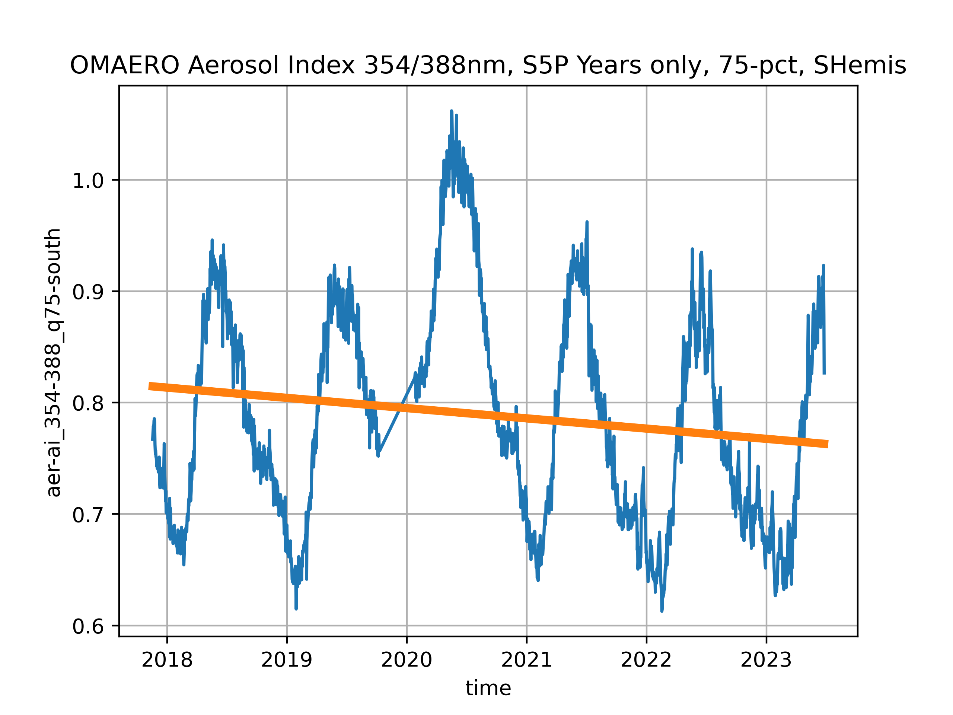 OMAERO Aerosol Index 354/388nm, S5P Years only, 75-pct, SHemis
aer-ai_354-388_q75-south
1.0
0.9
0.8
0.7
0.6
2018 2019 2020 2021 2022 2023
time